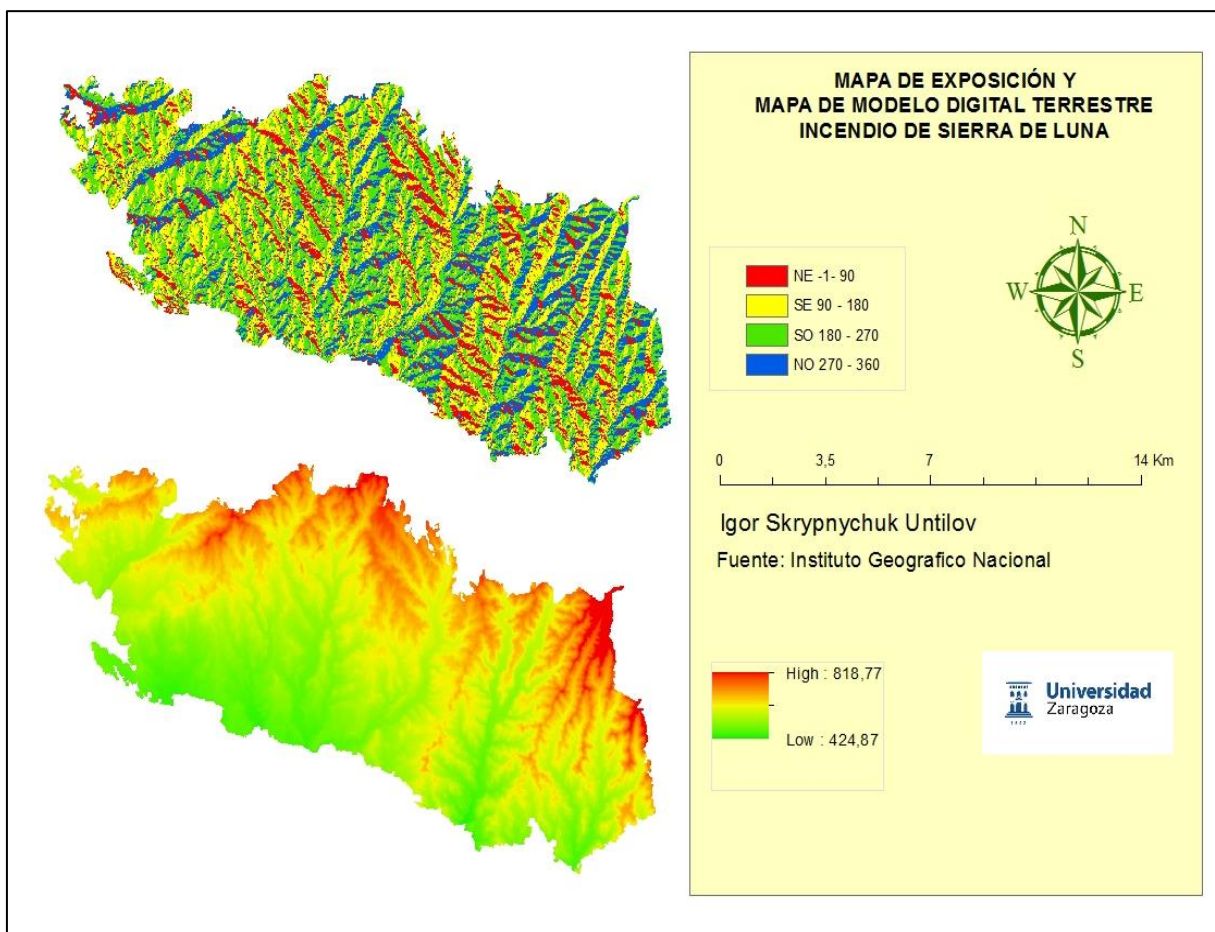 MAPA DE EXPOSICIÓN Y
MAPA DE MODELO DIGITAL TERRESTRE
INCENDIO DE SIERRA DE LUNA
N
W
E
S
NE -1- 90
SE 90 - 180
SO 180 - 270
NO 270 - 360
0 3,5 7 14 Km
Igor Skrypnychuk Untilov
Fuente: Instituto Geografico Nacional
High : 818,77
Low : 424,87
Universidad
Zaragoza